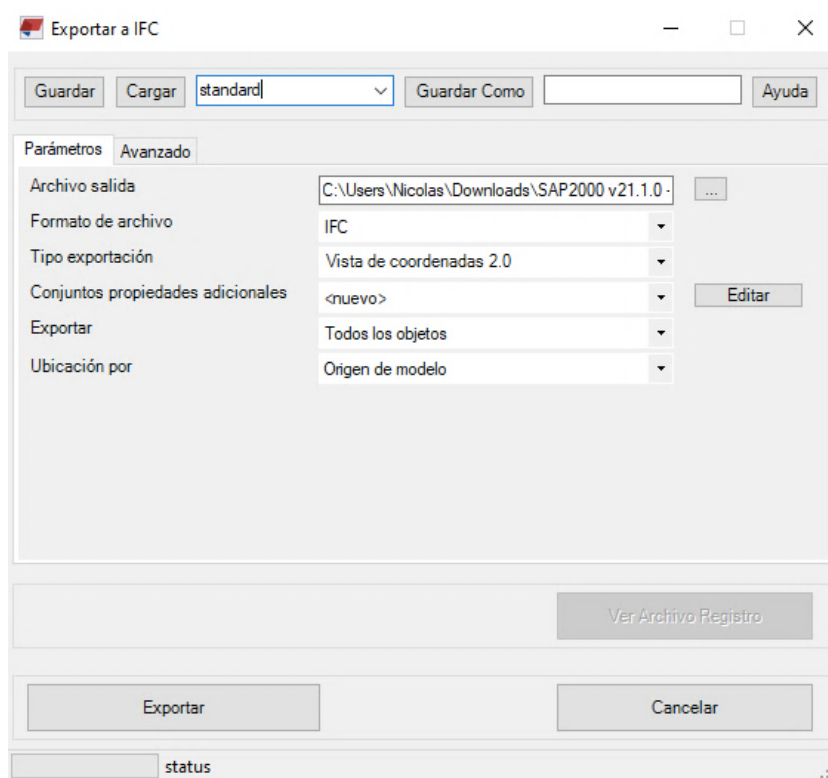 Exportar a IFC
Guardar Cargar standard Guardar Como Ayuda
Parámetros Avanzado
Archivo salida C:\Users\Nicolas\Downloads\SAP2000 v21.1.0 - ...
Formato de archivo IFC
Tipo exportación Vista de coordenadas 2.0
Conjuntos propiedades adicionales <nuevo> Editar
Exportar Todos los objetos
Ubicación por Origen de modelo
Ver Archivo Registro
Exportar Cancelar
status